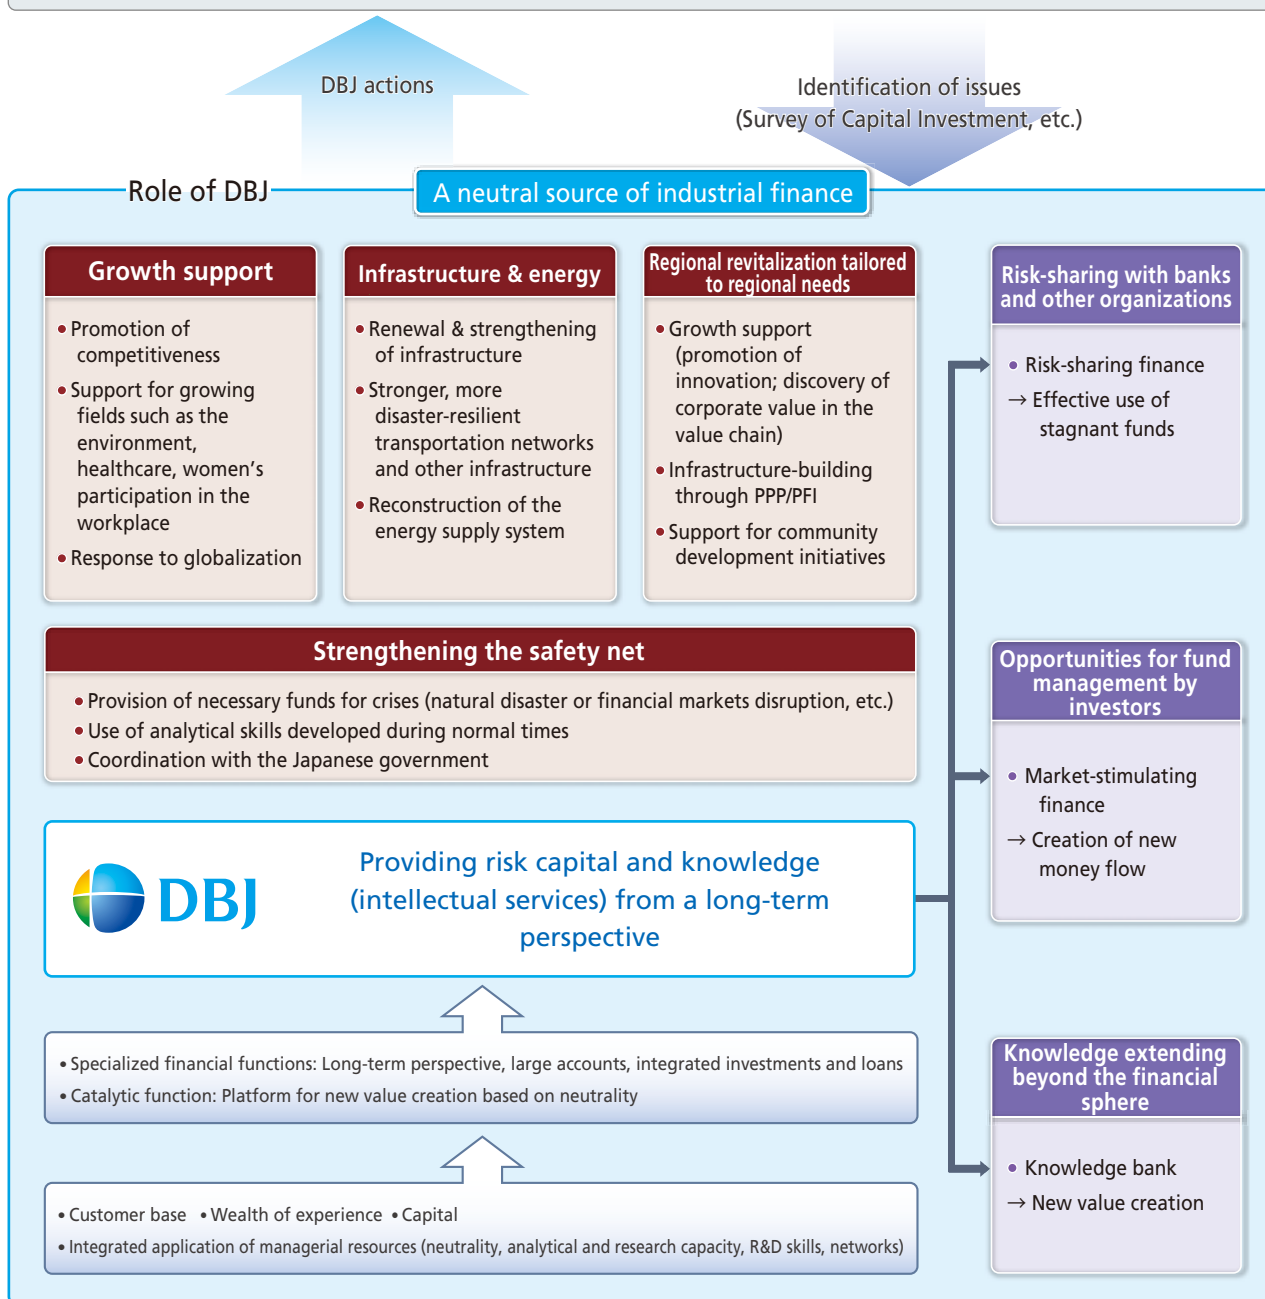 DBJ actions
Identification of issues
(Survey of Capital Investment, etc.)
Role of DBJ
A neutral source of industrial finance
Growth support
• Promotion of
competitiveness
• Support for growing
fields such as the
environment,
healthcare, women's
participation in the
workplace
• Response to globalization
Infrastructure & energy
• Renewal & strengthening
of infrastructure
• Stronger, more
disaster-resilient
transportation networks
and other infrastructure
• Reconstruction of the
energy supply system
Regional revitalization tailored
to regional needs
• Growth support
(promotion of
innovation; discovery of
corporate value in the
value chain)
• Infrastructure-building
through PPP/PFI
• Support for community
development initiatives
Strengthening the safety net
• Provision of necessary funds for crises (natural disaster or financial markets disruption, etc.)
• Use of analytical skills developed during normal times
• Coordination with the Japanese government
DBJ
Providing risk capital and knowledge
(intellectual services) from a long-term
perspective
• Specialized financial functions: Long-term perspective, large accounts, integrated investments and loans
• Catalytic function: Platform for new value creation based on neutrality
• Customer base • Wealth of experience • Capital
• Integrated application of managerial resources (neutrality, analytical and research capacity, R&D skills, networks)
Risk-sharing with banks
and other organizations
• Risk-sharing finance
→ Effective use of
stagnant funds
Opportunities for fund
management by
investors
• Market-stimulating
finance
→ Creation of new
money flow
Knowledge extending
beyond the financial
sphere
• Knowledge bank
→ New value creation